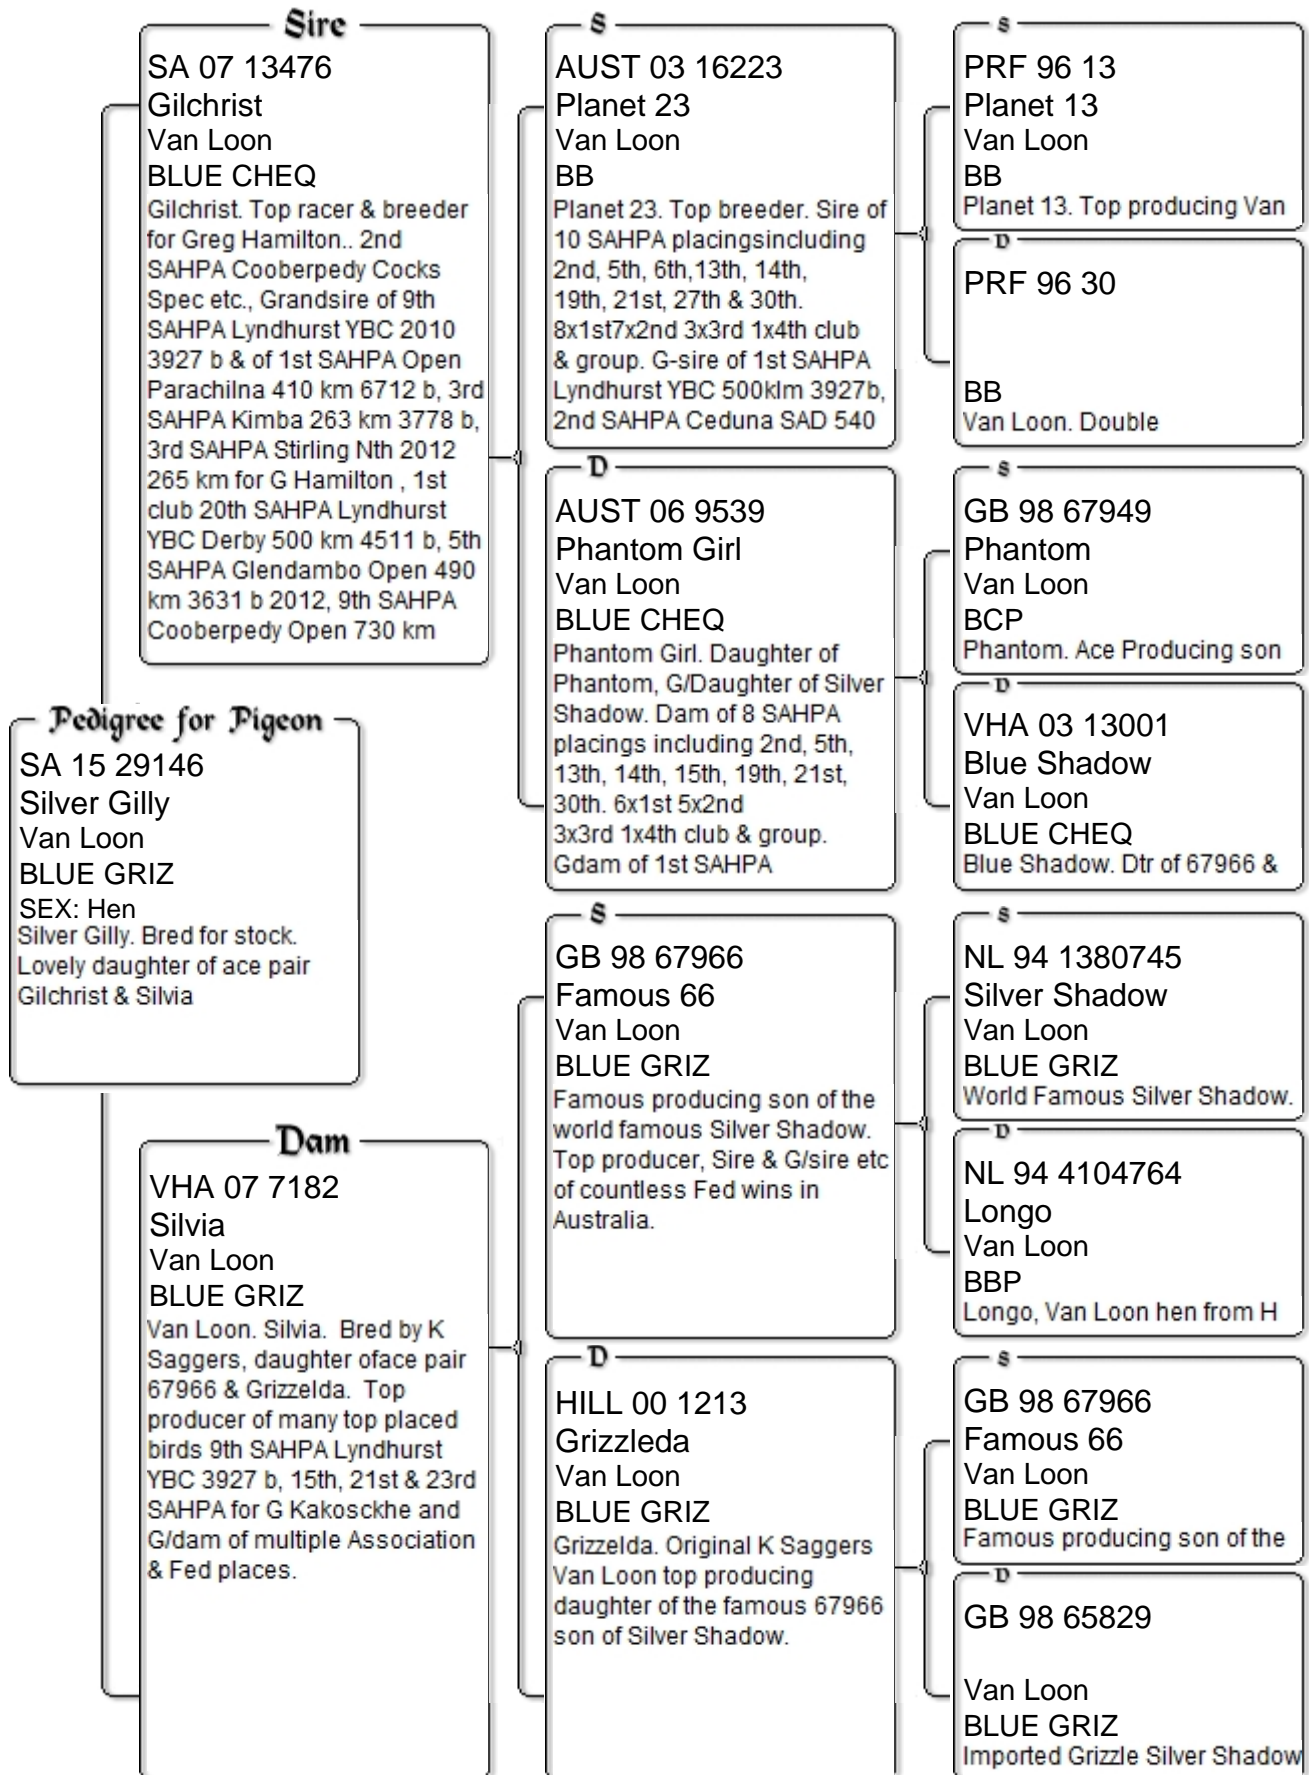 Pedigree for Pigeon
SA 15 29146
Silver Gilly
Van Loon
BLUE GRIZ
SEX: Hen
Silver Gilly. Bred for stock.
Lovely daughter of ace pair
Gilchrist & Silvia
Sire
SA 07 13476
Gilchrist
Van Loon
BLUE CHEQ
Gilchrist. Top racer & breeder
for Greg Hamilton.. 2nd
SAHPA Cooberpedy Cocks
Spec etc., Grandsire of 9th
SAHPA Lyndhurst YBC 2010
3927 b & of 1st SAHPA Open
Parachilna 410 km 6712 b, 3rd
SAHPA Kimba 263 km 3778 b,
3rd SAHPA Stirling Nth 2012
265 km for G Hamilton , 1st
club 20th SAHPA Lyndhurst
YBC Derby 500 km 4511 b, 5th
SAHPA Glendambo Open 490
km 3631 b 2012, 9th SAHPA
Cooberpedy Open 730 km
Dam
VHA 07 7182
Silvia
Van Loon
BLUE GRIZ
Van Loon. Silvia.  Bred by K
Saggers, daughter oface pair
67966 & Grizzelda.  Top
producer of many top placed
birds 9th SAHPA Lyndhurst
YBC 3927 b, 15th, 21st & 23rd
SAHPA for G Kakosckhe and
G/dam of multiple Association
& Fed places.
S
AUST 03 16223
Planet 23
Van Loon
BB
Planet 23. Top breeder. Sire of
10 SAHPA placingsincluding
2nd, 5th, 6th,13th, 14th,
19th, 21st, 27th & 30th.
8x1st7x2nd 3x3rd 1x4th club
& group. G-sire of 1st SAHPA
Lyndhurst YBC 500klm 3927b,
2nd SAHPA Ceduna SAD 540
D
AUST 06 9539
Phantom Girl
Van Loon
BLUE CHEQ
Phantom Girl. Daughter of
Phantom, G/Daughter of Silver
Shadow. Dam of 8 SAHPA
placings including 2nd, 5th,
13th, 14th, 15th, 19th, 21st,
30th. 6x1st 5x2nd
3x3rd 1x4th club & group.
Gdam of 1st SAHPA
S
GB 98 67966
Famous 66
Van Loon
BLUE GRIZ
Famous producing son of the
world famous Silver Shadow.
Top producer, Sire & G/sire etc
of countless Fed wins in
Australia.
D
HILL 00 1213
Grizzleda
Van Loon
BLUE GRIZ
Grizzelda. Original K Saggers
Van Loon top producing
daughter of the famous 67966
son of Silver Shadow.
S
PRF 96 13
Planet 13
Van Loon
BB
Planet 13. Top producing Van
D
PRF 96 30
BB
Van Loon. Double
S
GB 98 67949
Phantom
Van Loon
BCP
Phantom. Ace Producing son
D
VHA 03 13001
Blue Shadow
Van Loon
BLUE CHEQ
Blue Shadow. Dtr of 67966 &
S
NL 94 1380745
Silver Shadow
Van Loon
BLUE GRIZ
World Famous Silver Shadow.
D
NL 94 4104764
Longo
Van Loon
BBP
Longo, Van Loon hen from H
S
GB 98 67966
Famous 66
Van Loon
BLUE GRIZ
Famous producing son of the
D
GB 98 65829
Van Loon
BLUE GRIZ
Imported Grizzle Silver Shadow